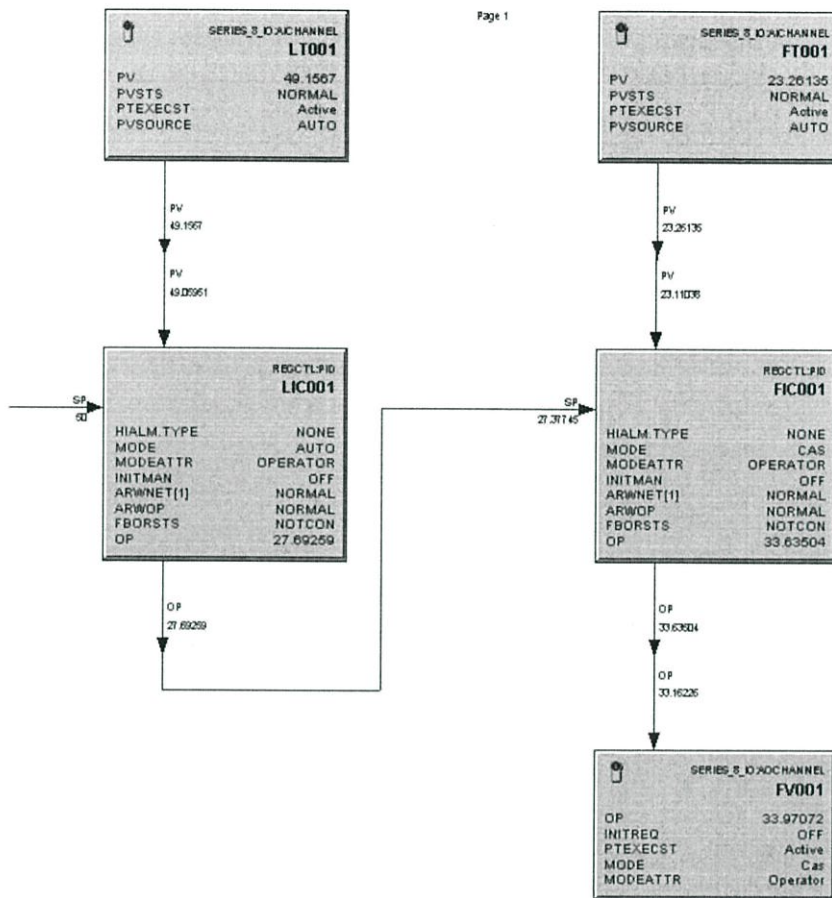 Page 1
SERIES_8_IO:AICHANNEL
LT001
PV 49.1567
PVSTS NORMAL
PTEXECST Active
PVSOURCE AUTO
SERIES_8_IO:AICHANNEL
FT001
PV 23.26135
PVSTS NORMAL
PTEXECST Active
PVSOURCE AUTO
PV
49.1567
PV
49.05951
PV
23.26135
PV
23.11036
REGCTL:PID
LIC001
SP
50
HIALM.TYPE NONE
MODE AUTO
MODEATTR OPERATOR
INITMAN OFF
ARWNET[1] NORMAL
ARWOP NORMAL
FBORSTS NOTCON
OP 27.69259
REGCTL:PID
FIC001
SP
27.37745
HIALM.TYPE NONE
MODE CAS
MODEATTR OPERATOR
INITMAN OFF
ARWNET[1] NORMAL
ARWOP NORMAL
FBORSTS NOTCON
OP 33.63504
OP
27.69259
OP
33.63504
OP
33.16226
SERIES_8_IO:AOCHANNEL
FV001
OP 33.97072
INITREQ OFF
PTEXECST Active
MODE Cas
MODEATTR Operator